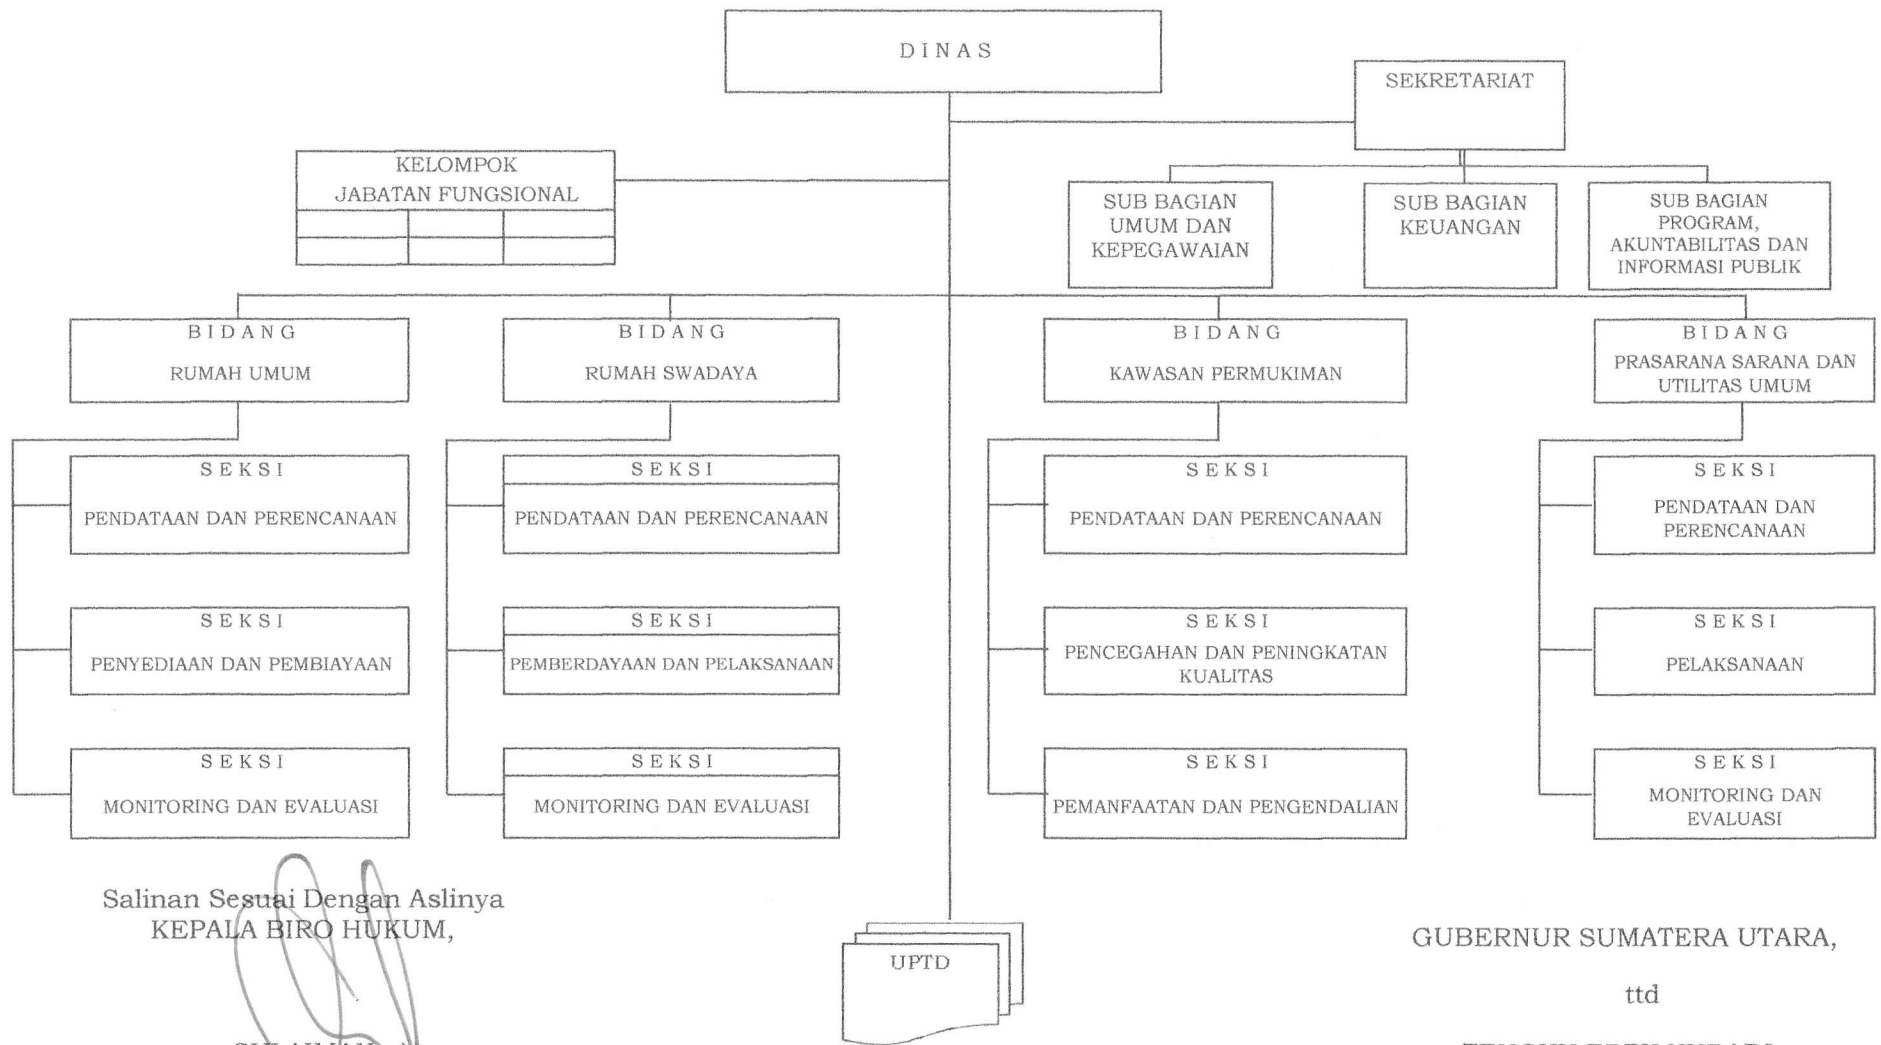 D I N A S
SEKRETARIAT
KELOMPOK
JABATAN FUNGSIONAL
SUB BAGIAN
UMUM DAN
KEPEGAWAIAN
SUB BAGIAN
KEUANGAN
SUB BAGIAN
PROGRAM,
AKUNTABILITAS DAN
INFORMASI PUBLIK
B I D A N G
RUMAH UMUM
B I D A N G
RUMAH SWADAYA
B I D A N G
KAWASAN PERMUKIMAN
B I D A N G
PRASARANA SARANA DAN
UTILITAS UMUM
S E K S I
PENDATAAN DAN PERENCANAAN
S E K S I
PENDATAAN DAN PERENCANAAN
S E K S I
PENDATAAN DAN PERENCANAAN
S E K S I
PENDATAAN DAN
PERENCANAAN
S E K S I
PENYEDIAAN DAN PEMBIAYAAN
S E K S I
PEMBERDAYAAN DAN PELAKSANAAN
S E K S I
PENCEGAHAN DAN PENINGKATAN
KUALITAS
S E K S I
PELAKSANAAN
S E K S I
MONITORING DAN EVALUASI
S E K S I
MONITORING DAN EVALUASI
S E K S I
PEMANFAATAN DAN PENGENDALIAN
S E K S I
MONITORING DAN
EVALUASI
Salinan Sesuai Dengan Aslinya
KEPALA BIRO HUKUM,
UPTD
GUBERNUR SUMATERA UTARA,
ttd